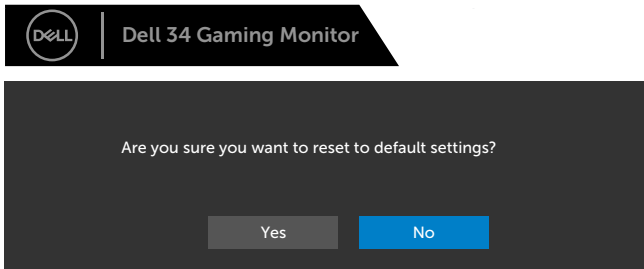 DELL
Dell 34 Gaming Monitor
Are you sure you want to reset to default settings?
Yes No